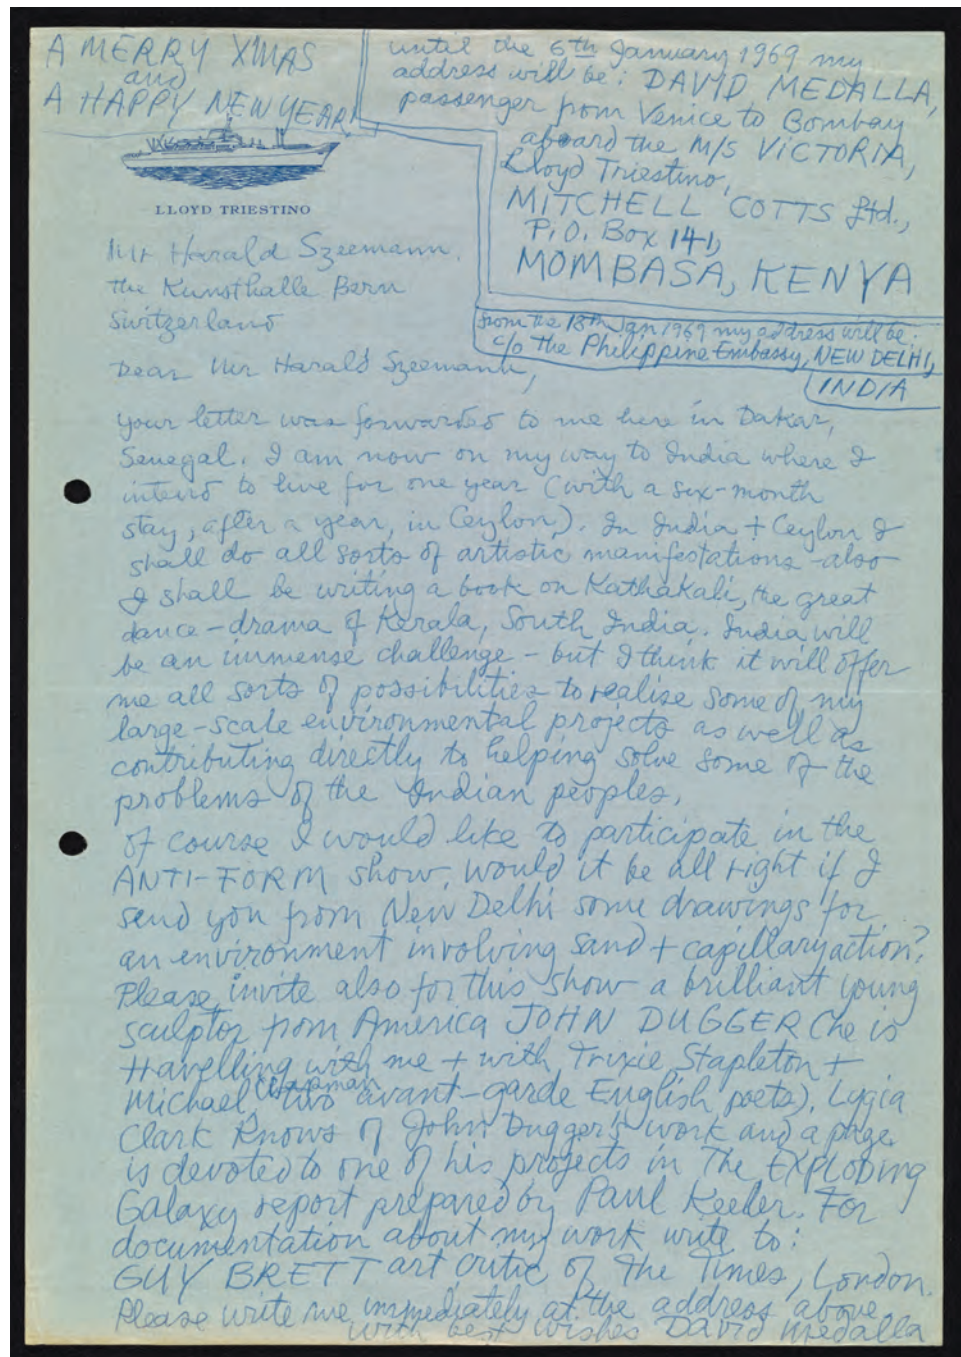 A MERRY XMAS
and
A HAPPY NEW YEAR!
until the 6th January 1969 my
address will be: DAVID MEDALLA,
passenger from Venice to Bombay
aboard the M/S VICTORIA,
Lloyd Triestino,
MITCHELL COTTS Ltd.,
P.O. Box 141,
MOMBASA, KENYA
from the 18th Jan 1969 my address will be:
c/o the Philippine Embassy, NEW DELHI,
INDIA
LLOYD TRIESTINO
Mr Harald Szeemann.
the Kunsthalle Bern
Switzerland
Dear Mr Harald Szeemann,
your letter was forwarded to me here in Dakar,
Senegal. I am now on my way to India where I
intend to live for one year (with a six-month
stay, after a year, in Ceylon). In India + Ceylon I
shall do all sorts of artistic manifestations - also
I shall be writing a book on Kathakali, the great
dance-drama of Kerala, South India. India will
be an immense challenge - but I think it will offer
me all sorts of possibilities to realise some of my
large-scale environmental projects as well as
contributing directly to helping solve some of the
problems of the Indian peoples.
Of course I would like to participate in the
ANTI-FORM show. would it be all right if I
send you from New Delhi some drawings for
an environment involving sand + capillary action?
Please invite also for this show a brilliant young
sculptor from America JOHN DUGGER (he is
travelling with me + with Trixie Stapleton +
Michael Chapman two avant-garde English poets). Lygia
Clark knows of John Dugger's work and a page
is devoted to one of his projects in The EXPLODING
Galaxy report prepared by Paul Keeler. For
documentation about my work write to:
GUY BRETT art critic of The Times, London.
Please write me immediately at the address above
with best wishes David Medalla